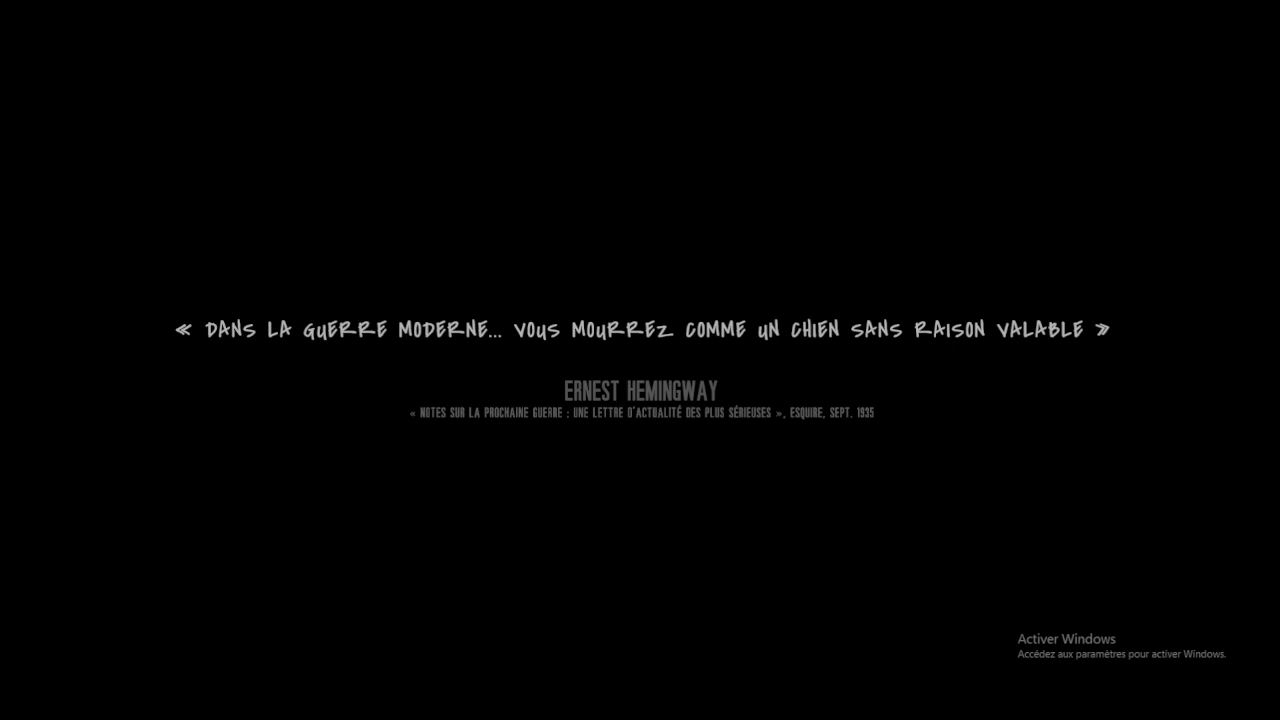 « DANS LA GUERRE MODERNE... VOUS MOURREZ COMME UN CHIEN SANS RAISON VALABLE »
ERNEST HEMINGWAY
« NOTES SUR LA PROCHAINE GUERRE : UNE LETTRE D'ACTUALITÉ DES PLUS SÉRIEUSES », ESQUIRE, SEPT. 1935
Activer Windows
Accédez aux paramètres pour activer Windows.